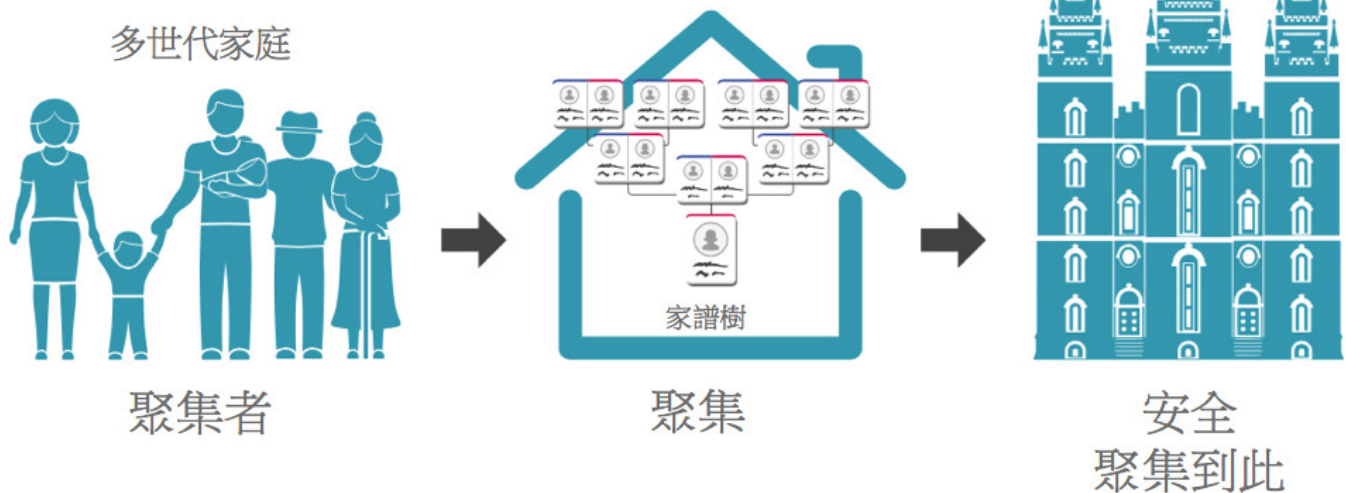 多世代家庭
家譜樹
聚集者
聚集
安全
聚集到此